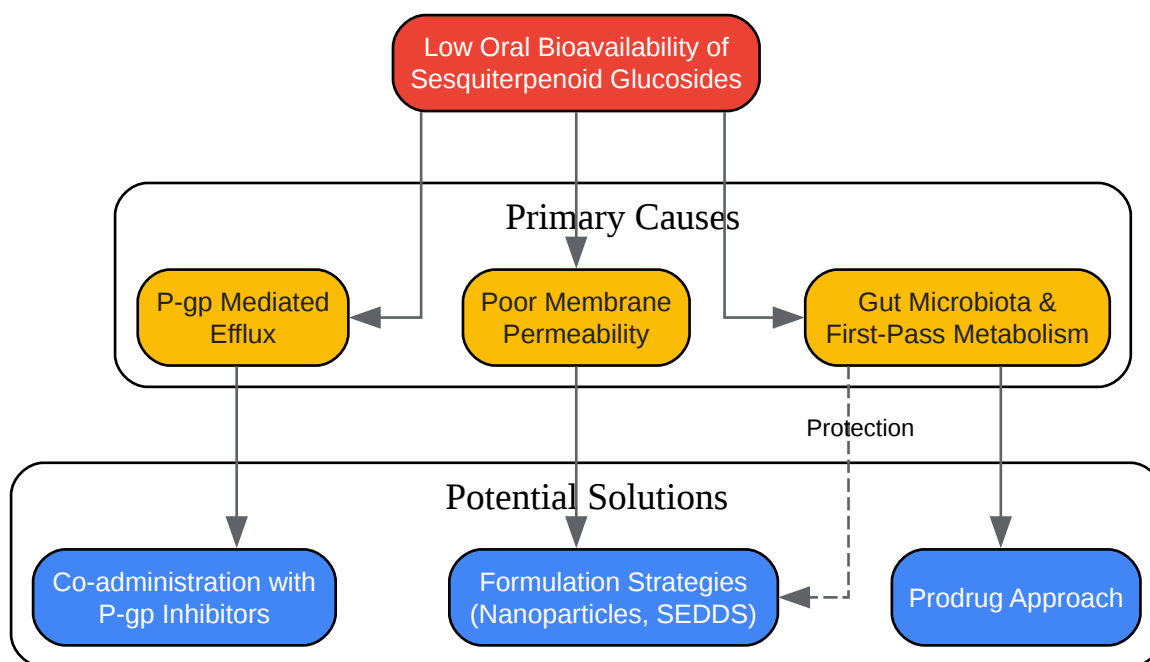 Low Oral Bioavailability of
Sesquiterpenoid Glucosides
Primary Causes
P-gp Mediated
Efflux
Poor Membrane
Permeability
Gut Microbiota &
First-Pass Metabolism
Protection
Potential Solutions
Co-administration with
P-gp Inhibitors
Formulation Strategies
(Nanoparticles, SEDDS)
Prodrug Approach